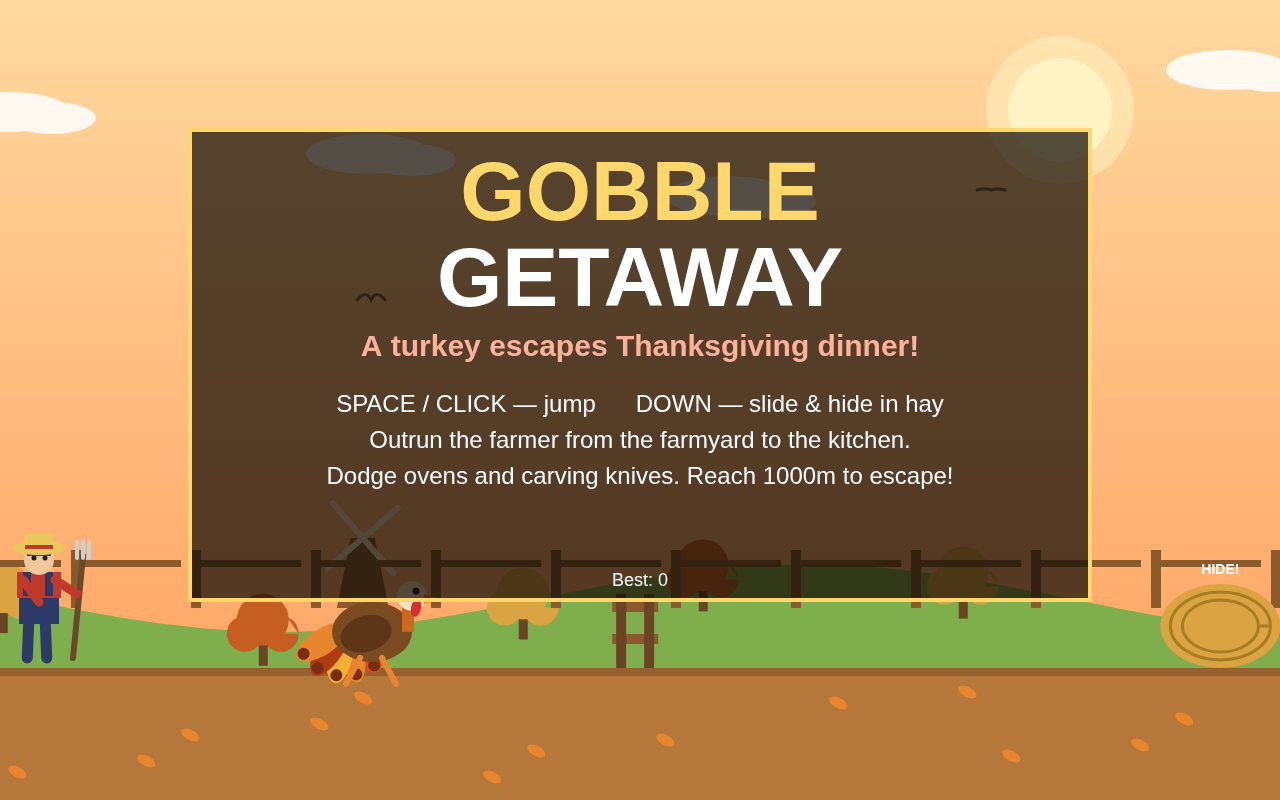 GOBBLE
GETAWAY
A turkey escapes Thanksgiving dinner!
SPACE / CLICK — jump DOWN — slide & hide in hay
Outrun the farmer from the farmyard to the kitchen.
Dodge ovens and carving knives. Reach 1000m to escape!
HIDE!
Best: 0